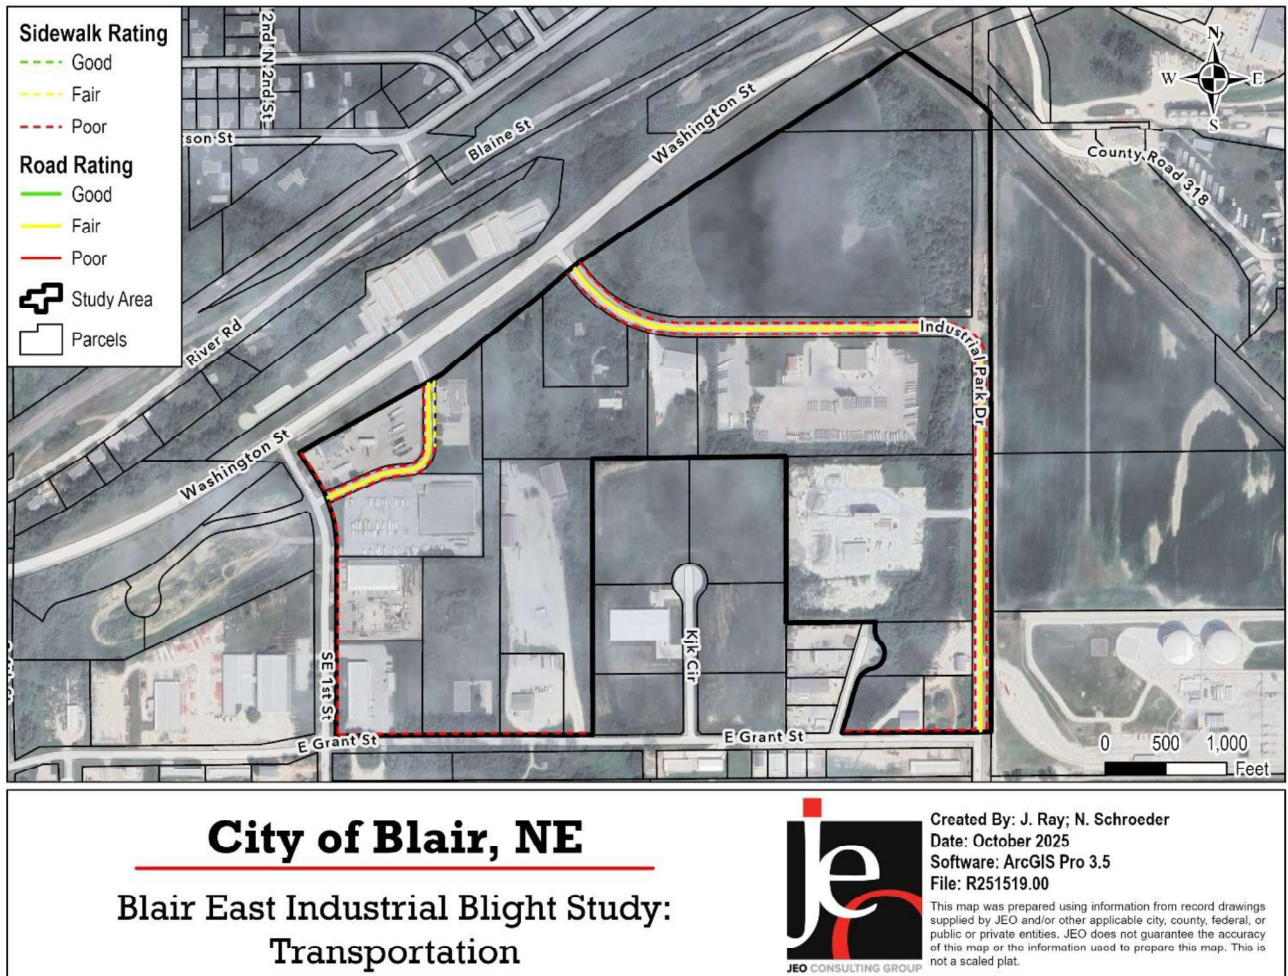 Sidewalk Rating
Good
Fair
Poor
Road Rating
Good
Fair
Poor
Study Area
Parcels
2nd
N 2nd St
Blaine St
Washington St
N
W
E
S
County Road 318
River Rd
Washington St
Industrial Park Dr
SE 1st St
Kjk Cir
E Grant St
E Grant St
0 500 1,000
Feet
City of Blair, NE
Blair East Industrial Blight Study:
Transportation
jeo
JEO CONSULTING GROUP
Created By: J. Ray; N. Schroeder
Date: October 2025
Software: ArcGIS Pro 3.5
File: R251519.00
This map was prepared using information from record drawings
supplied by JEO and/or other applicable city, county, federal, or
public or private entities. JEO does not guarantee the accuracy
of this map or the information used to prepare this map. This is
not a scaled plat.